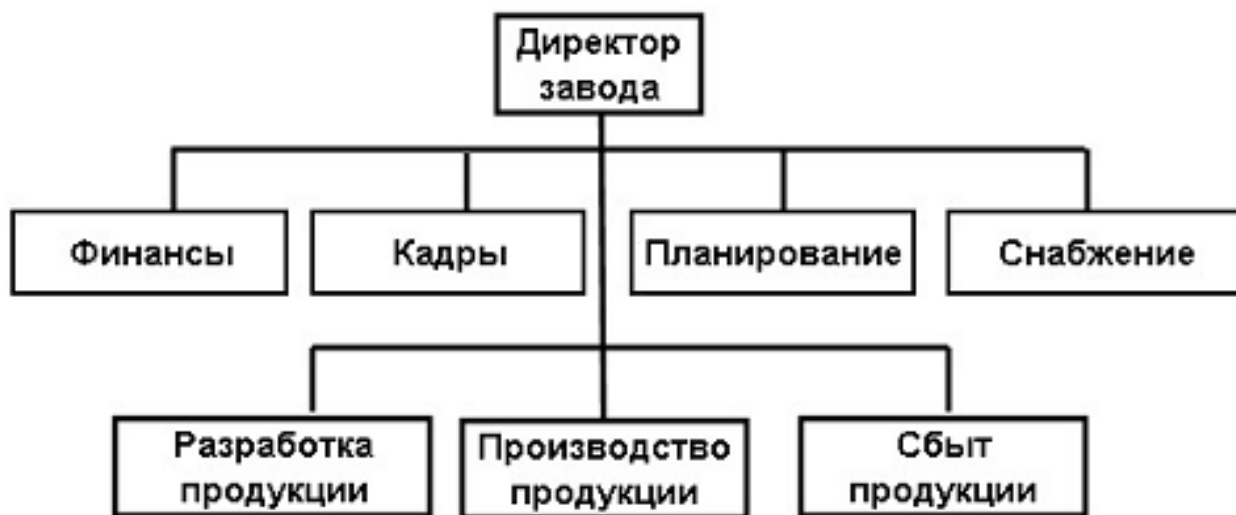 Директор
завода
Финансы
Кадры
Планирование
Снабжение
Разработка
продукции
Производство
продукции
Сбыт
продукции